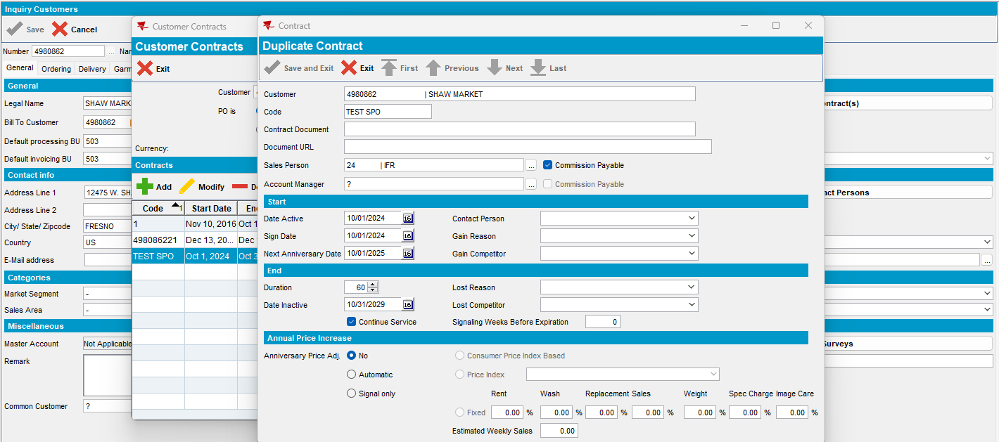 Inquiry Customers
Save Cancel
Number 4980862 ...
General Ordering Delivery
General
Legal Name
Bill To Customer 4980862
Default processing BU 503
Default invoicing BU 503
Contact info
Address Line 1 12475 W.
Address Line 2
City/ State/ Zipcode FRESNO
Country US
E-Mail address
Categories
Market Segment -
Sales Area -
Miscellaneous
Master Account Not Applicable
Remark
Common Customer ?
Customer Contracts
Customer Contracts
Exit
Customer
PO is
Currency:
Contracts
Add Modify
Code 1 Start Date
1 Nov 10, 2016 Oct
498086221 Dec 13, 20... Dec
TEST SPO Oct 1, 2024 Oct
Contract
Duplicate Contract
Save and Exit Exit First Previous Next Last
Customer 4980862 | SHAW MARKET
Code TEST SPO
Contract Document
Document URL
Sales Person 24 | IFR ... Commission Payable
Account Manager ? ... Commission Payable
Start
Date Active 10/01/2024 16 Contact Person
Sign Date 10/01/2024 16 Gain Reason
Next Anniversary Date 10/01/2025 16 Gain Competitor
End
Duration 60 Lost Reason
Date Inactive 10/31/2029 16 Lost Competitor
Continue Service Signaling Weeks Before Expiration 0
Annual Price Increase
Anniversary Price Adj. No Consumer Price Index Based
Automatic Price Index
Signal only Rent Wash Replacement Sales Weight Spec Charge Image Care
Fixed 0.00 % 0.00 % 0.00 % 0.00 % 0.00 % 0.00 % 0.00 %
Estimated Weekly Sales 0.00
ntract(s)
act Persons
...
Surveys